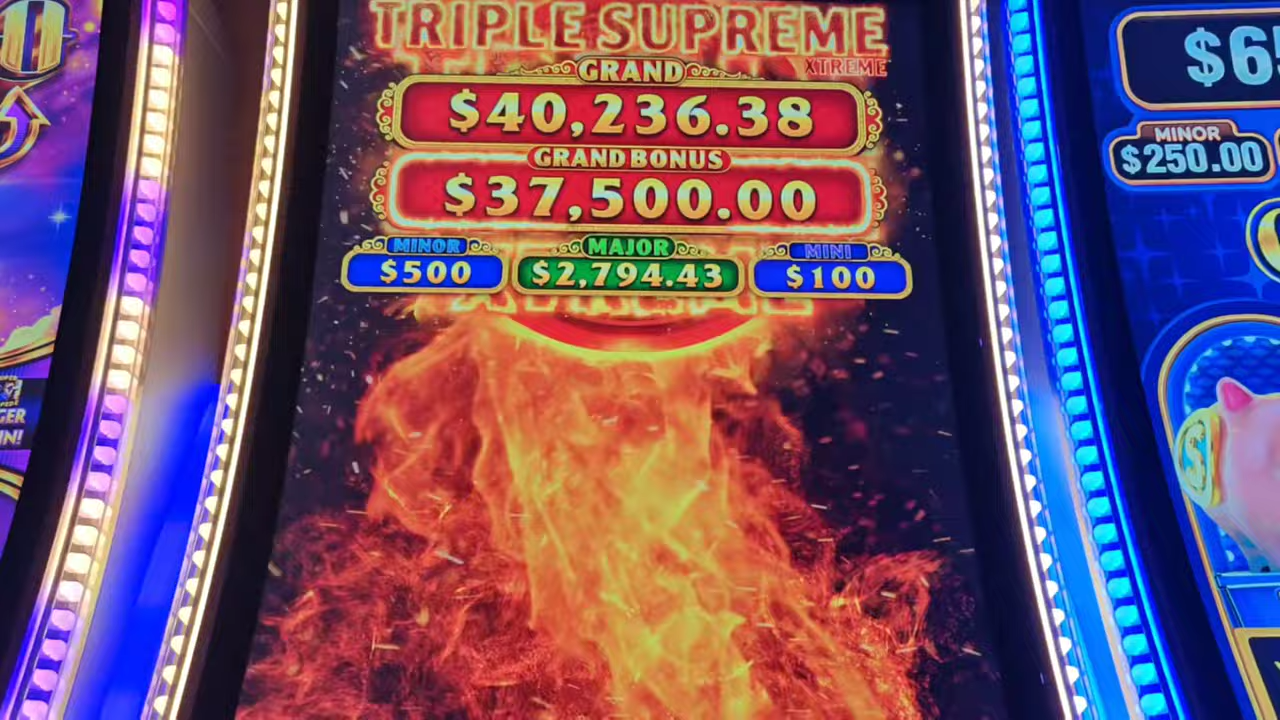 TRIPLE SUPREME
XTREME
GRAND
$40,236.38
GRAND BONUS
$37,500.00
MINOR
$500
MAJOR
$2,794.43
MINI
$100
MINOR
$250.00